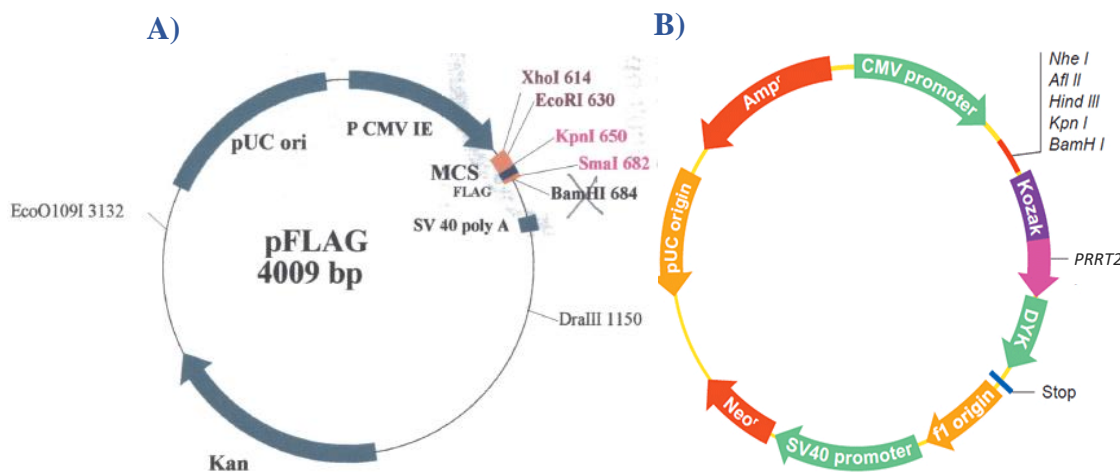 A)
XhoI 614
EcoRI 630
P CMV IE
KpnI 650
pUC ori
SmaI 682
MCS
FLAG
BamHI 684
EcoO109I 3132
SV 40 poly A
pFLAG
4009 bp
DraIII 1150
Kan
B)
Nhe I
Afl II
Hind III
Kpn I
BamH I
CMV promoter
Ampʳ
Kozak
pUC origin
PRRT2
DYK
Stop
Neoʳ
f1 origin
SV40 promoter